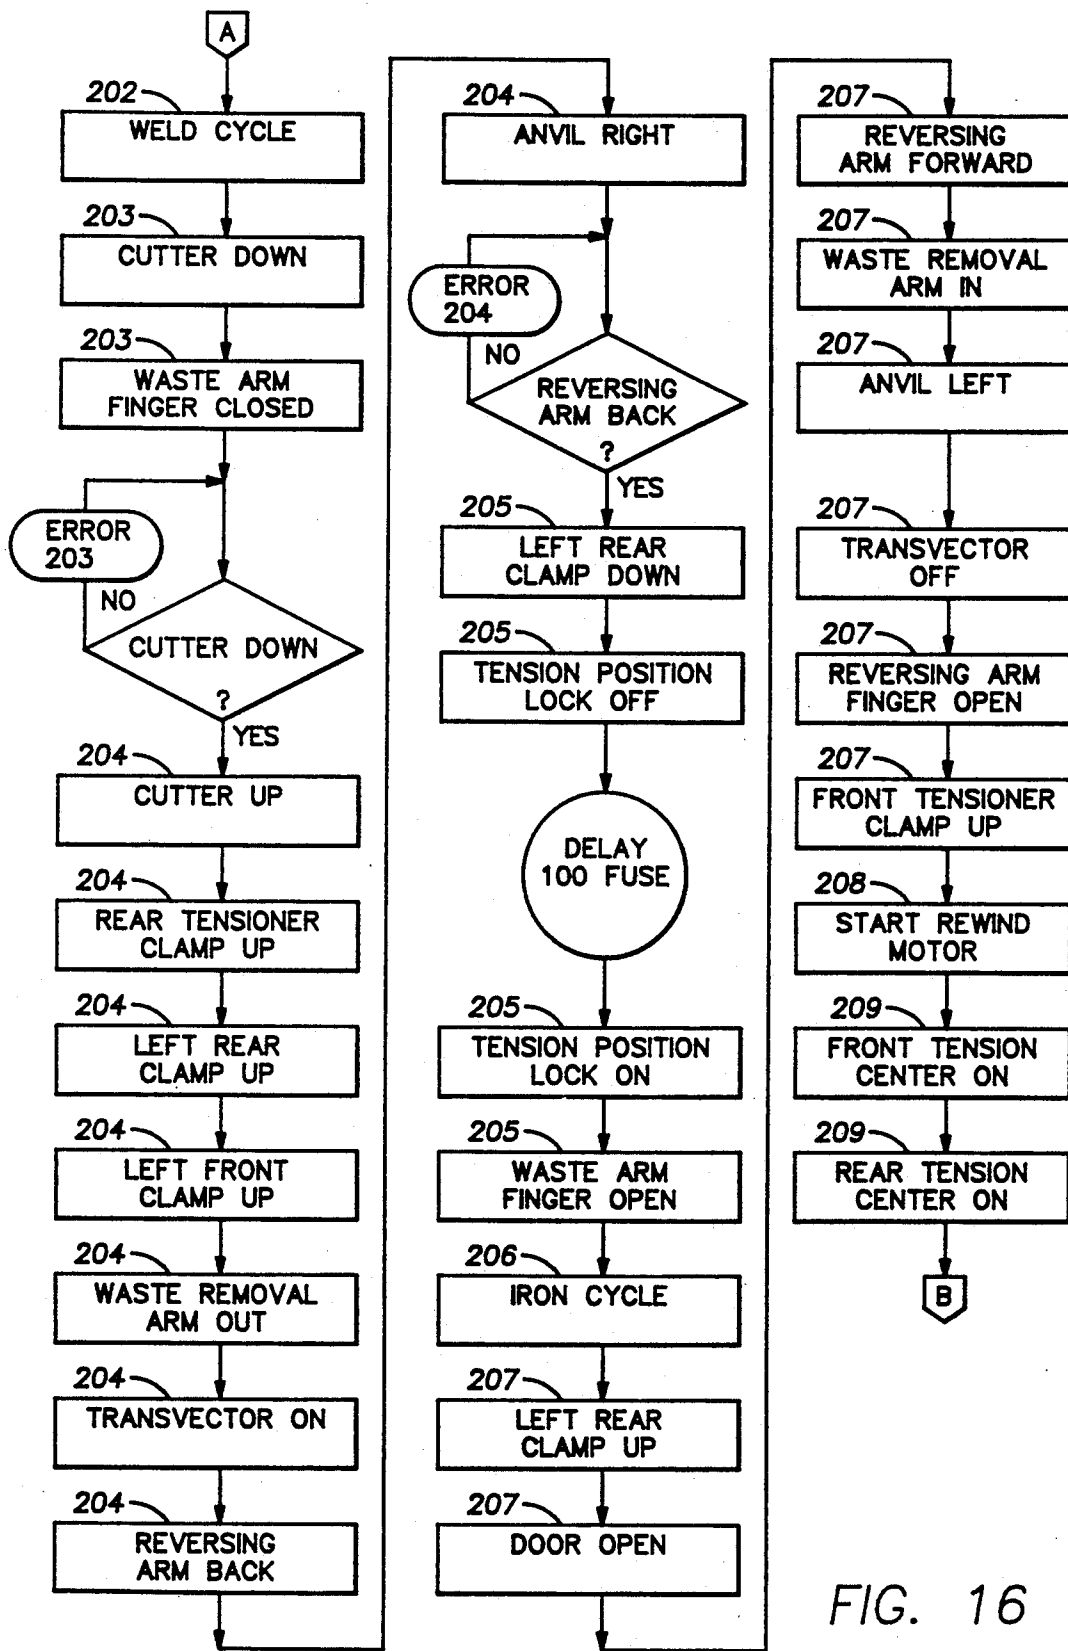 A
202
WELD CYCLE
203
CUTTER DOWN
203
WASTE ARM
FINGER CLOSED
ERROR
203
NO
CUTTER DOWN
?
YES
204
CUTTER UP
204
REAR TENSIONER
CLAMP UP
204
LEFT REAR
CLAMP UP
204
LEFT FRONT
CLAMP UP
204
WASTE REMOVAL
ARM OUT
204
TRANSVECTOR ON
204
REVERSING
ARM BACK
204
ANVIL RIGHT
ERROR
204
NO
REVERSING
ARM BACK
?
YES
205
LEFT REAR
CLAMP DOWN
205
TENSION POSITION
LOCK OFF
DELAY
100 FUSE
205
TENSION POSITION
LOCK ON
205
WASTE ARM
FINGER OPEN
206
IRON CYCLE
207
LEFT REAR
CLAMP UP
207
DOOR OPEN
207
REVERSING
ARM FORWARD
207
WASTE REMOVAL
ARM IN
207
ANVIL LEFT
207
TRANSVECTOR
OFF
207
REVERSING ARM
FINGER OPEN
207
FRONT TENSIONER
CLAMP UP
208
START REWIND
MOTOR
209
FRONT TENSION
CENTER ON
209
REAR TENSION
CENTER ON
B
FIG. 16